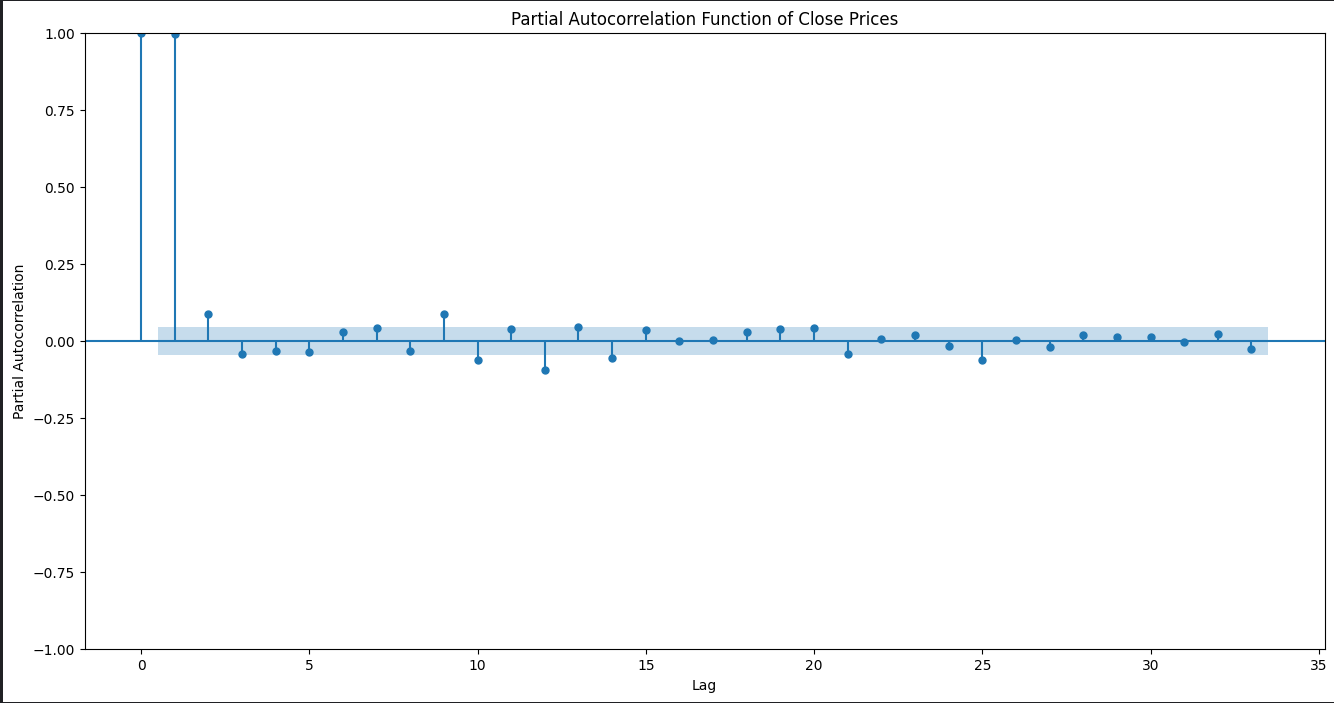 Partial Autocorrelation Function of Close Prices
1.00
0.75
0.50
0.25
0.00
−0.25
−0.50
−0.75
−1.00
Partial Autocorrelation
0 5 10 15 20 25 30 35
Lag